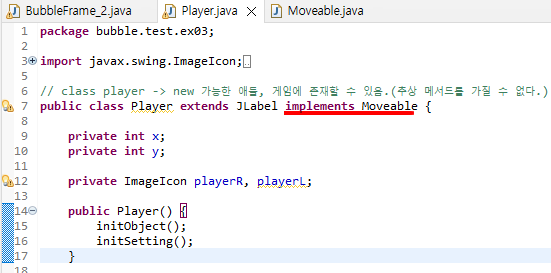 BubbleFrame_2.java
Player.java
Moveable.java
1 package bubble.test.ex03;
2
3 import javax.swing.ImageIcon;
5
6 // class player -> new 가능한 애들, 게임에 존재할 수 있음.(추상 메서드를 가질 수 없다.)
7 public class Player extends JLabel implements Moveable {
8
9 private int x;
10 private int y;
11
12 private ImageIcon playerR, playerL;
13
14 public Player() {
15 initObject();
16 initSetting();
17 }
18